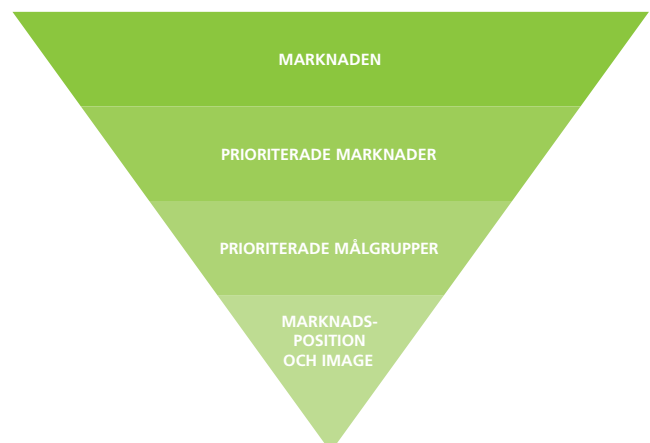 MARKNADEN
PRIORITERADE MARKNADER
PRIORITERADE MÅLGRUPPER
MARKNADS-
POSITION
OCH IMAGE